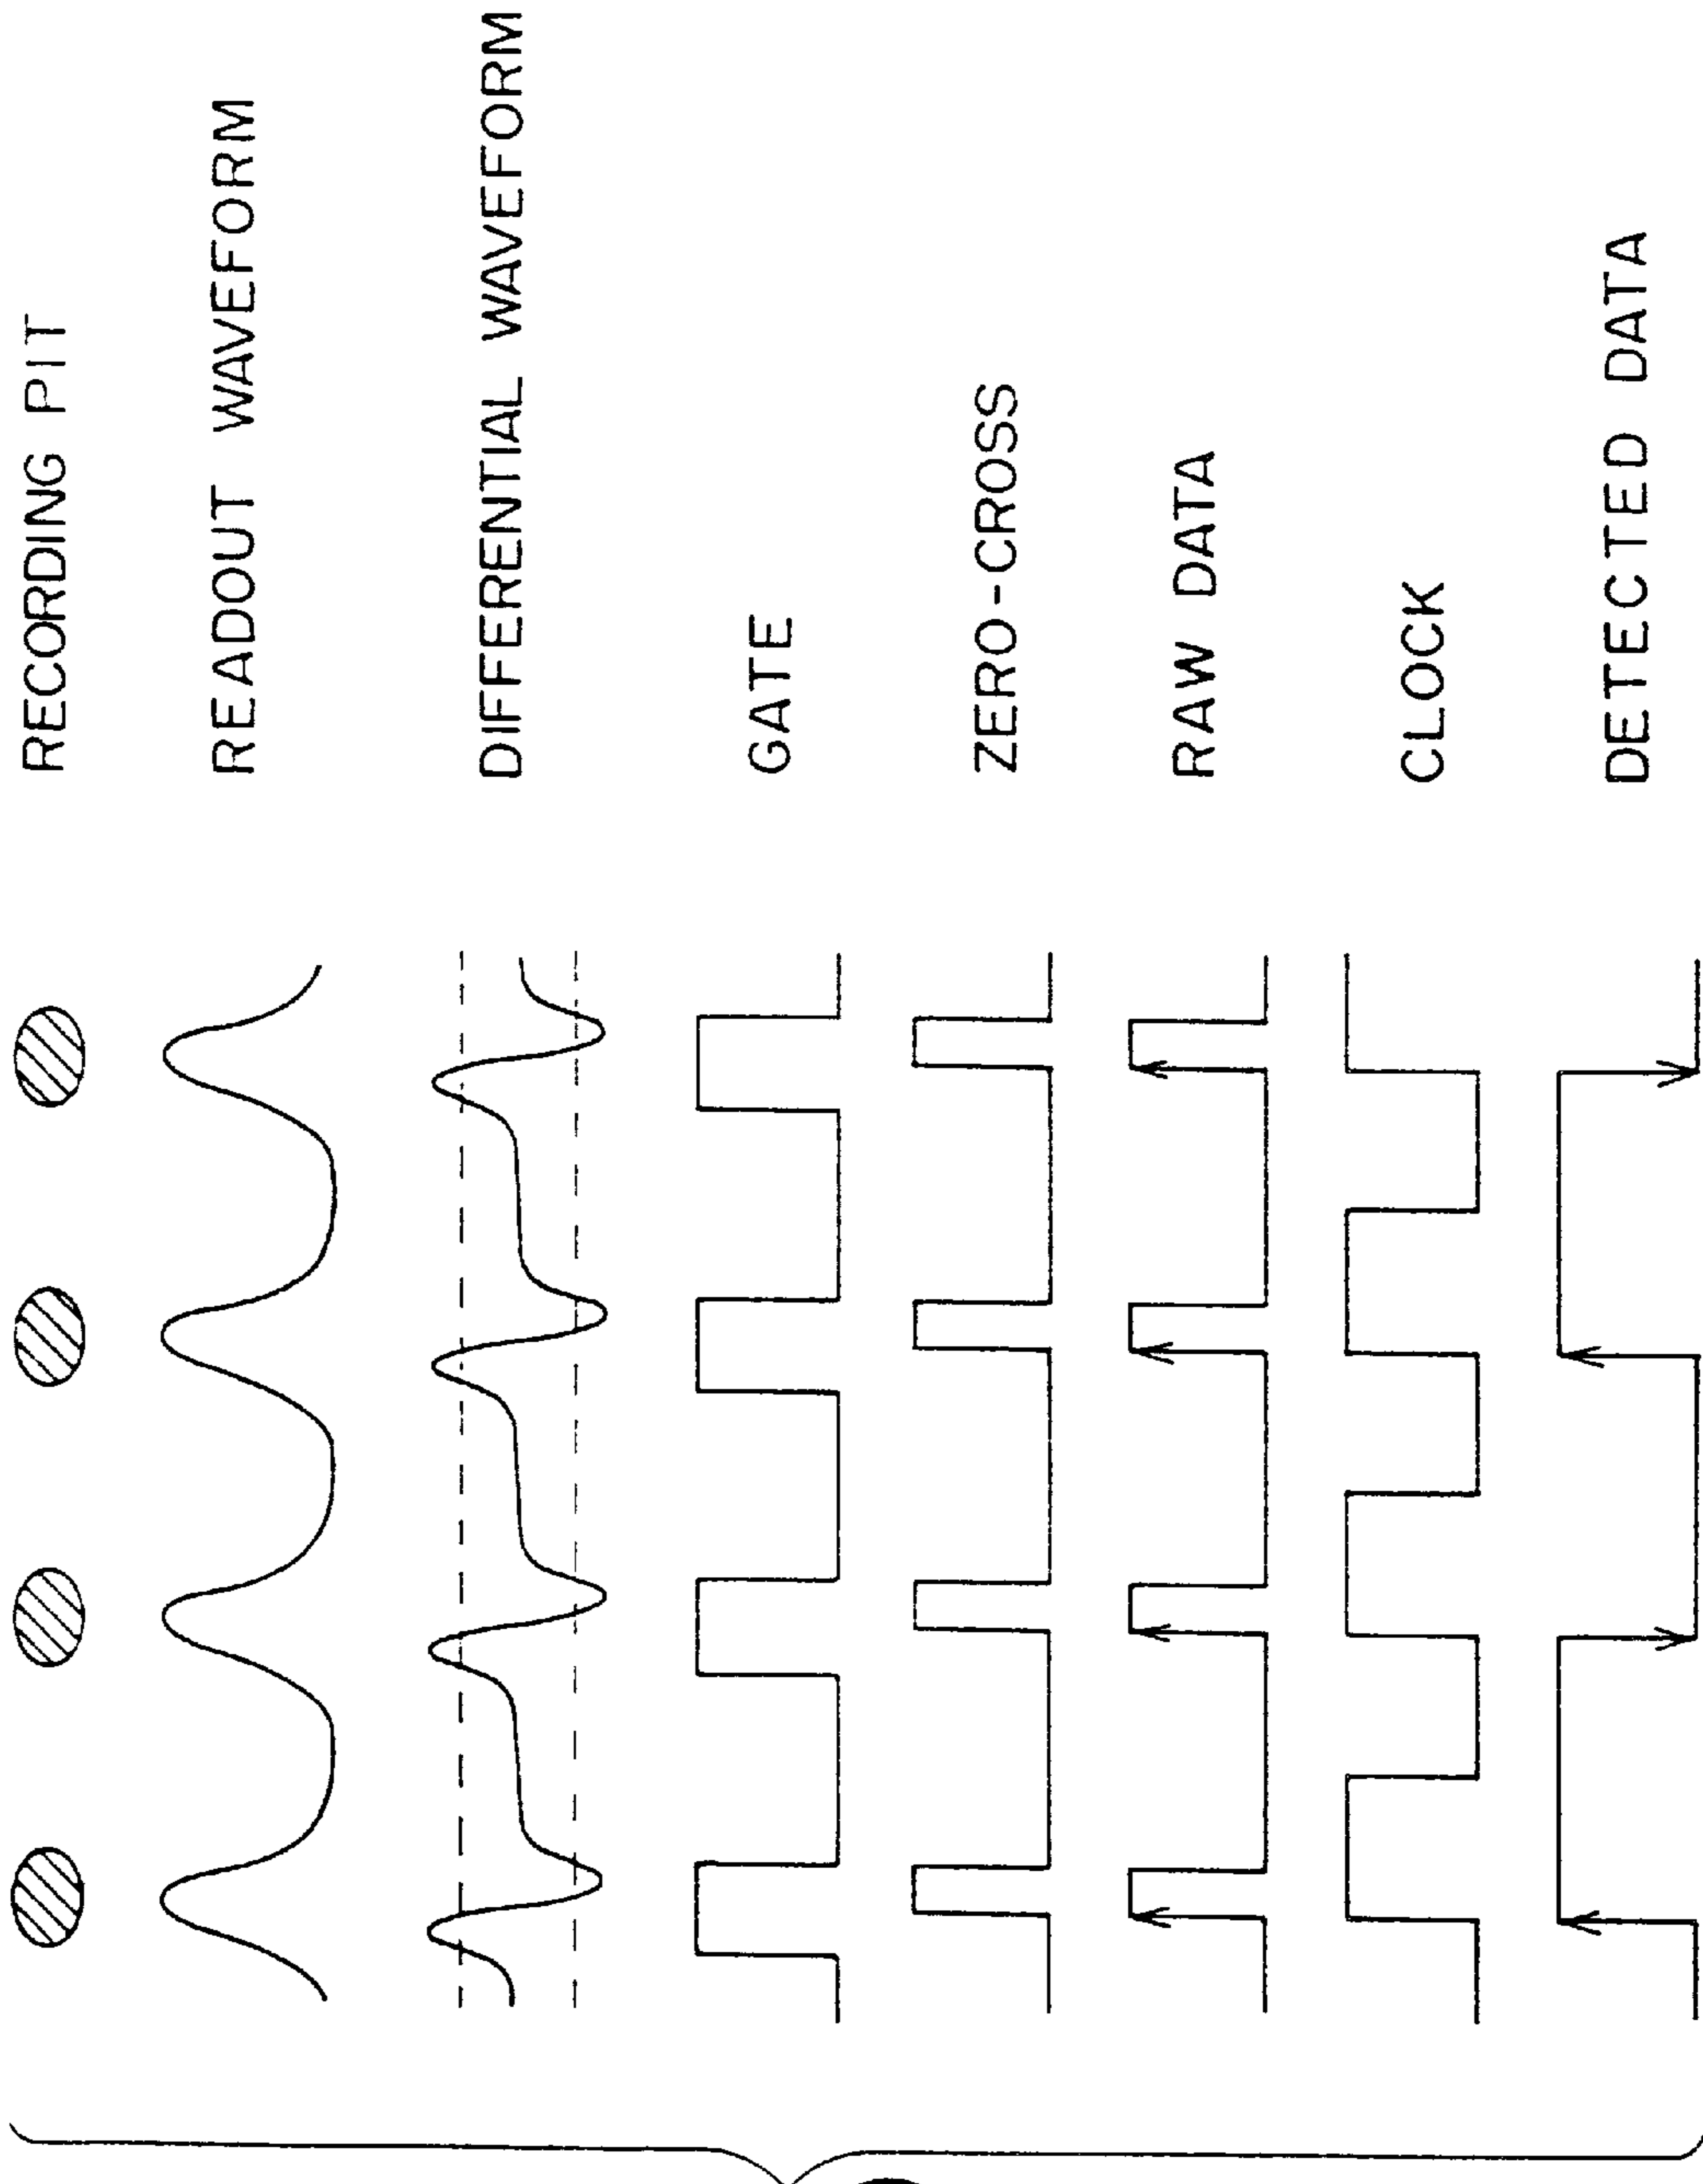 RECORDING PIT
READOUT WAVEFORM
DIFFERENTIAL WAVEFORM
GATE
ZERO-CROSS
RAW DATA
CLOCK
DETECTED DATA